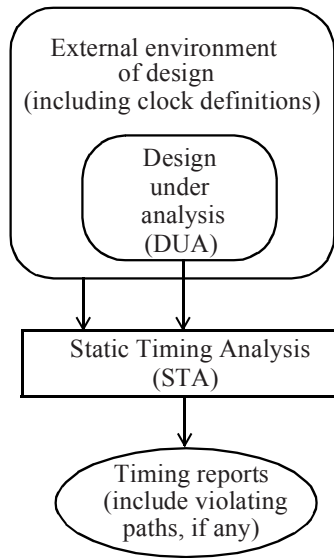 External environment
of design
(including clock definitions)
Design
under
analysis
(DUA)
Static Timing Analysis
(STA)
Timing reports
(include violating
paths, if any)